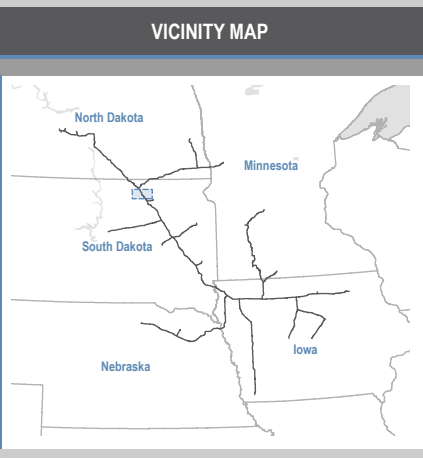 VICINITY MAP
North Dakota
Minnesota
South Dakota
Iowa
Nebraska